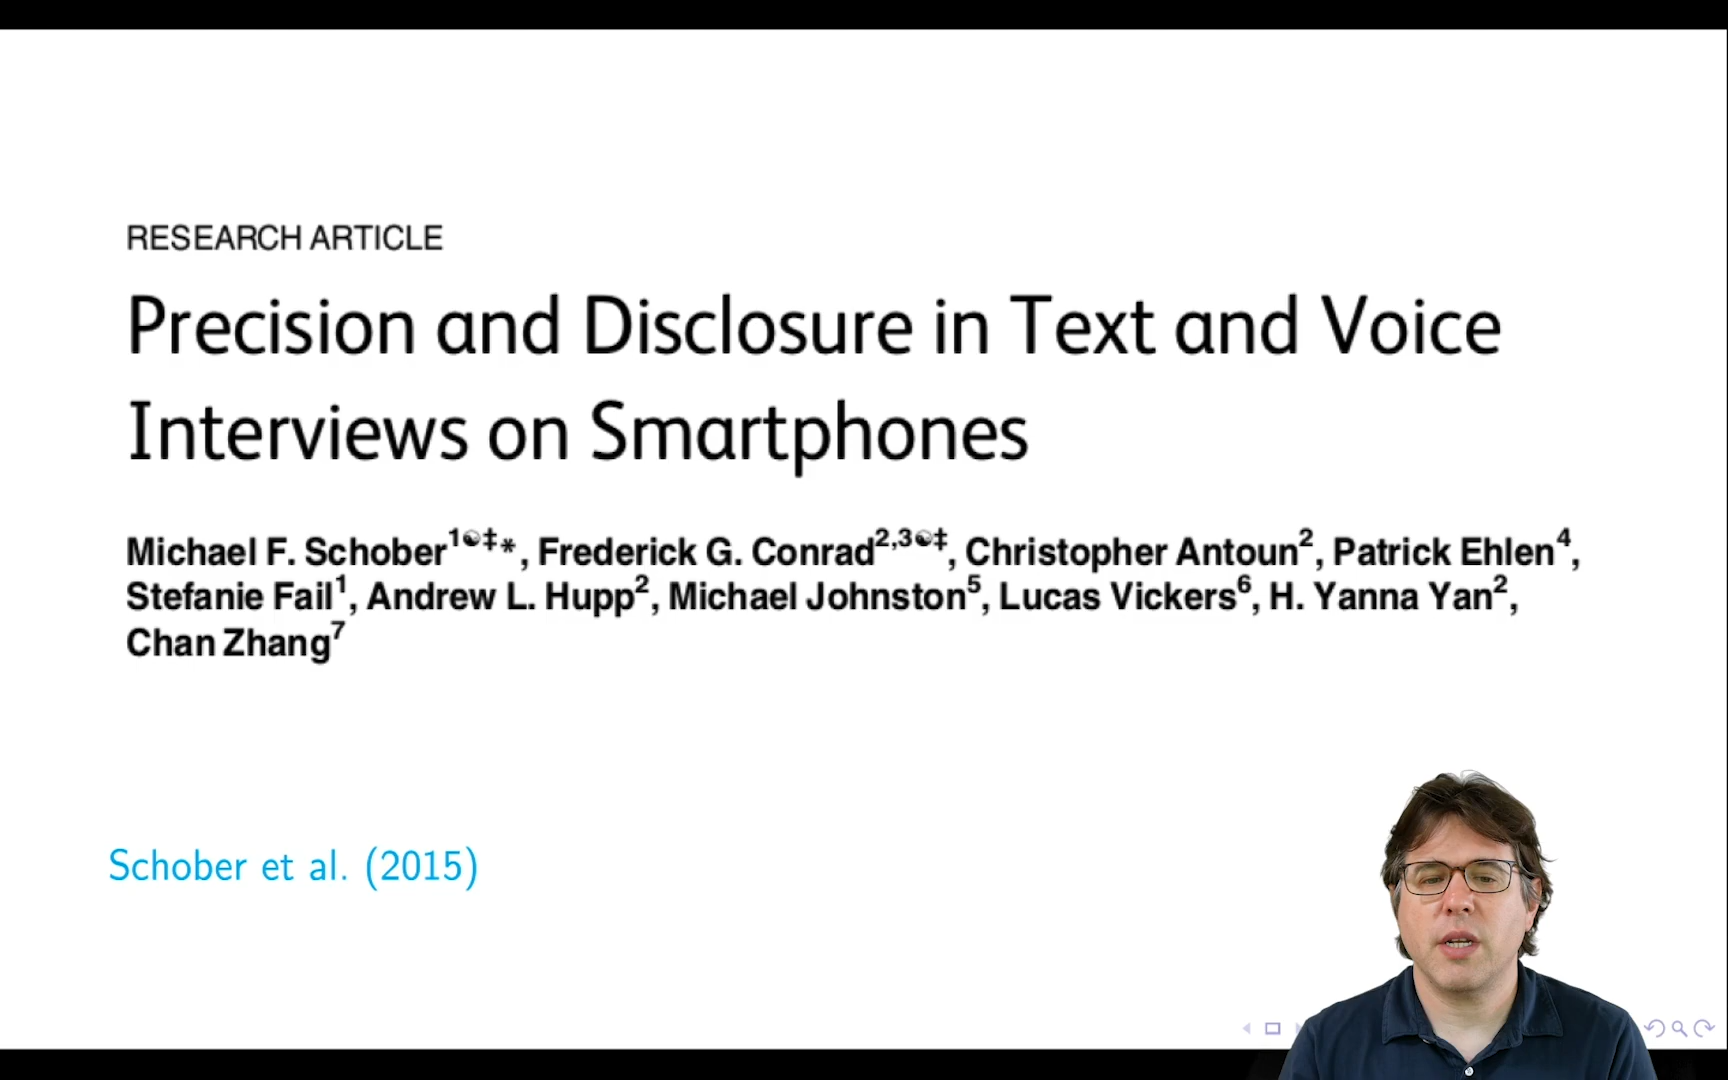 RESEARCH ARTICLE
Precision and Disclosure in Text and Voice
Interviews on Smartphones
Michael F. Schober1☯‡*, Frederick G. Conrad2,3☯‡, Christopher Antoun2, Patrick Ehlen4,
Stefanie Fail1, Andrew L. Hupp2, Michael Johnston5, Lucas Vickers6, H. Yanna Yan2,
Chan Zhang7
Schober et al. (2015)